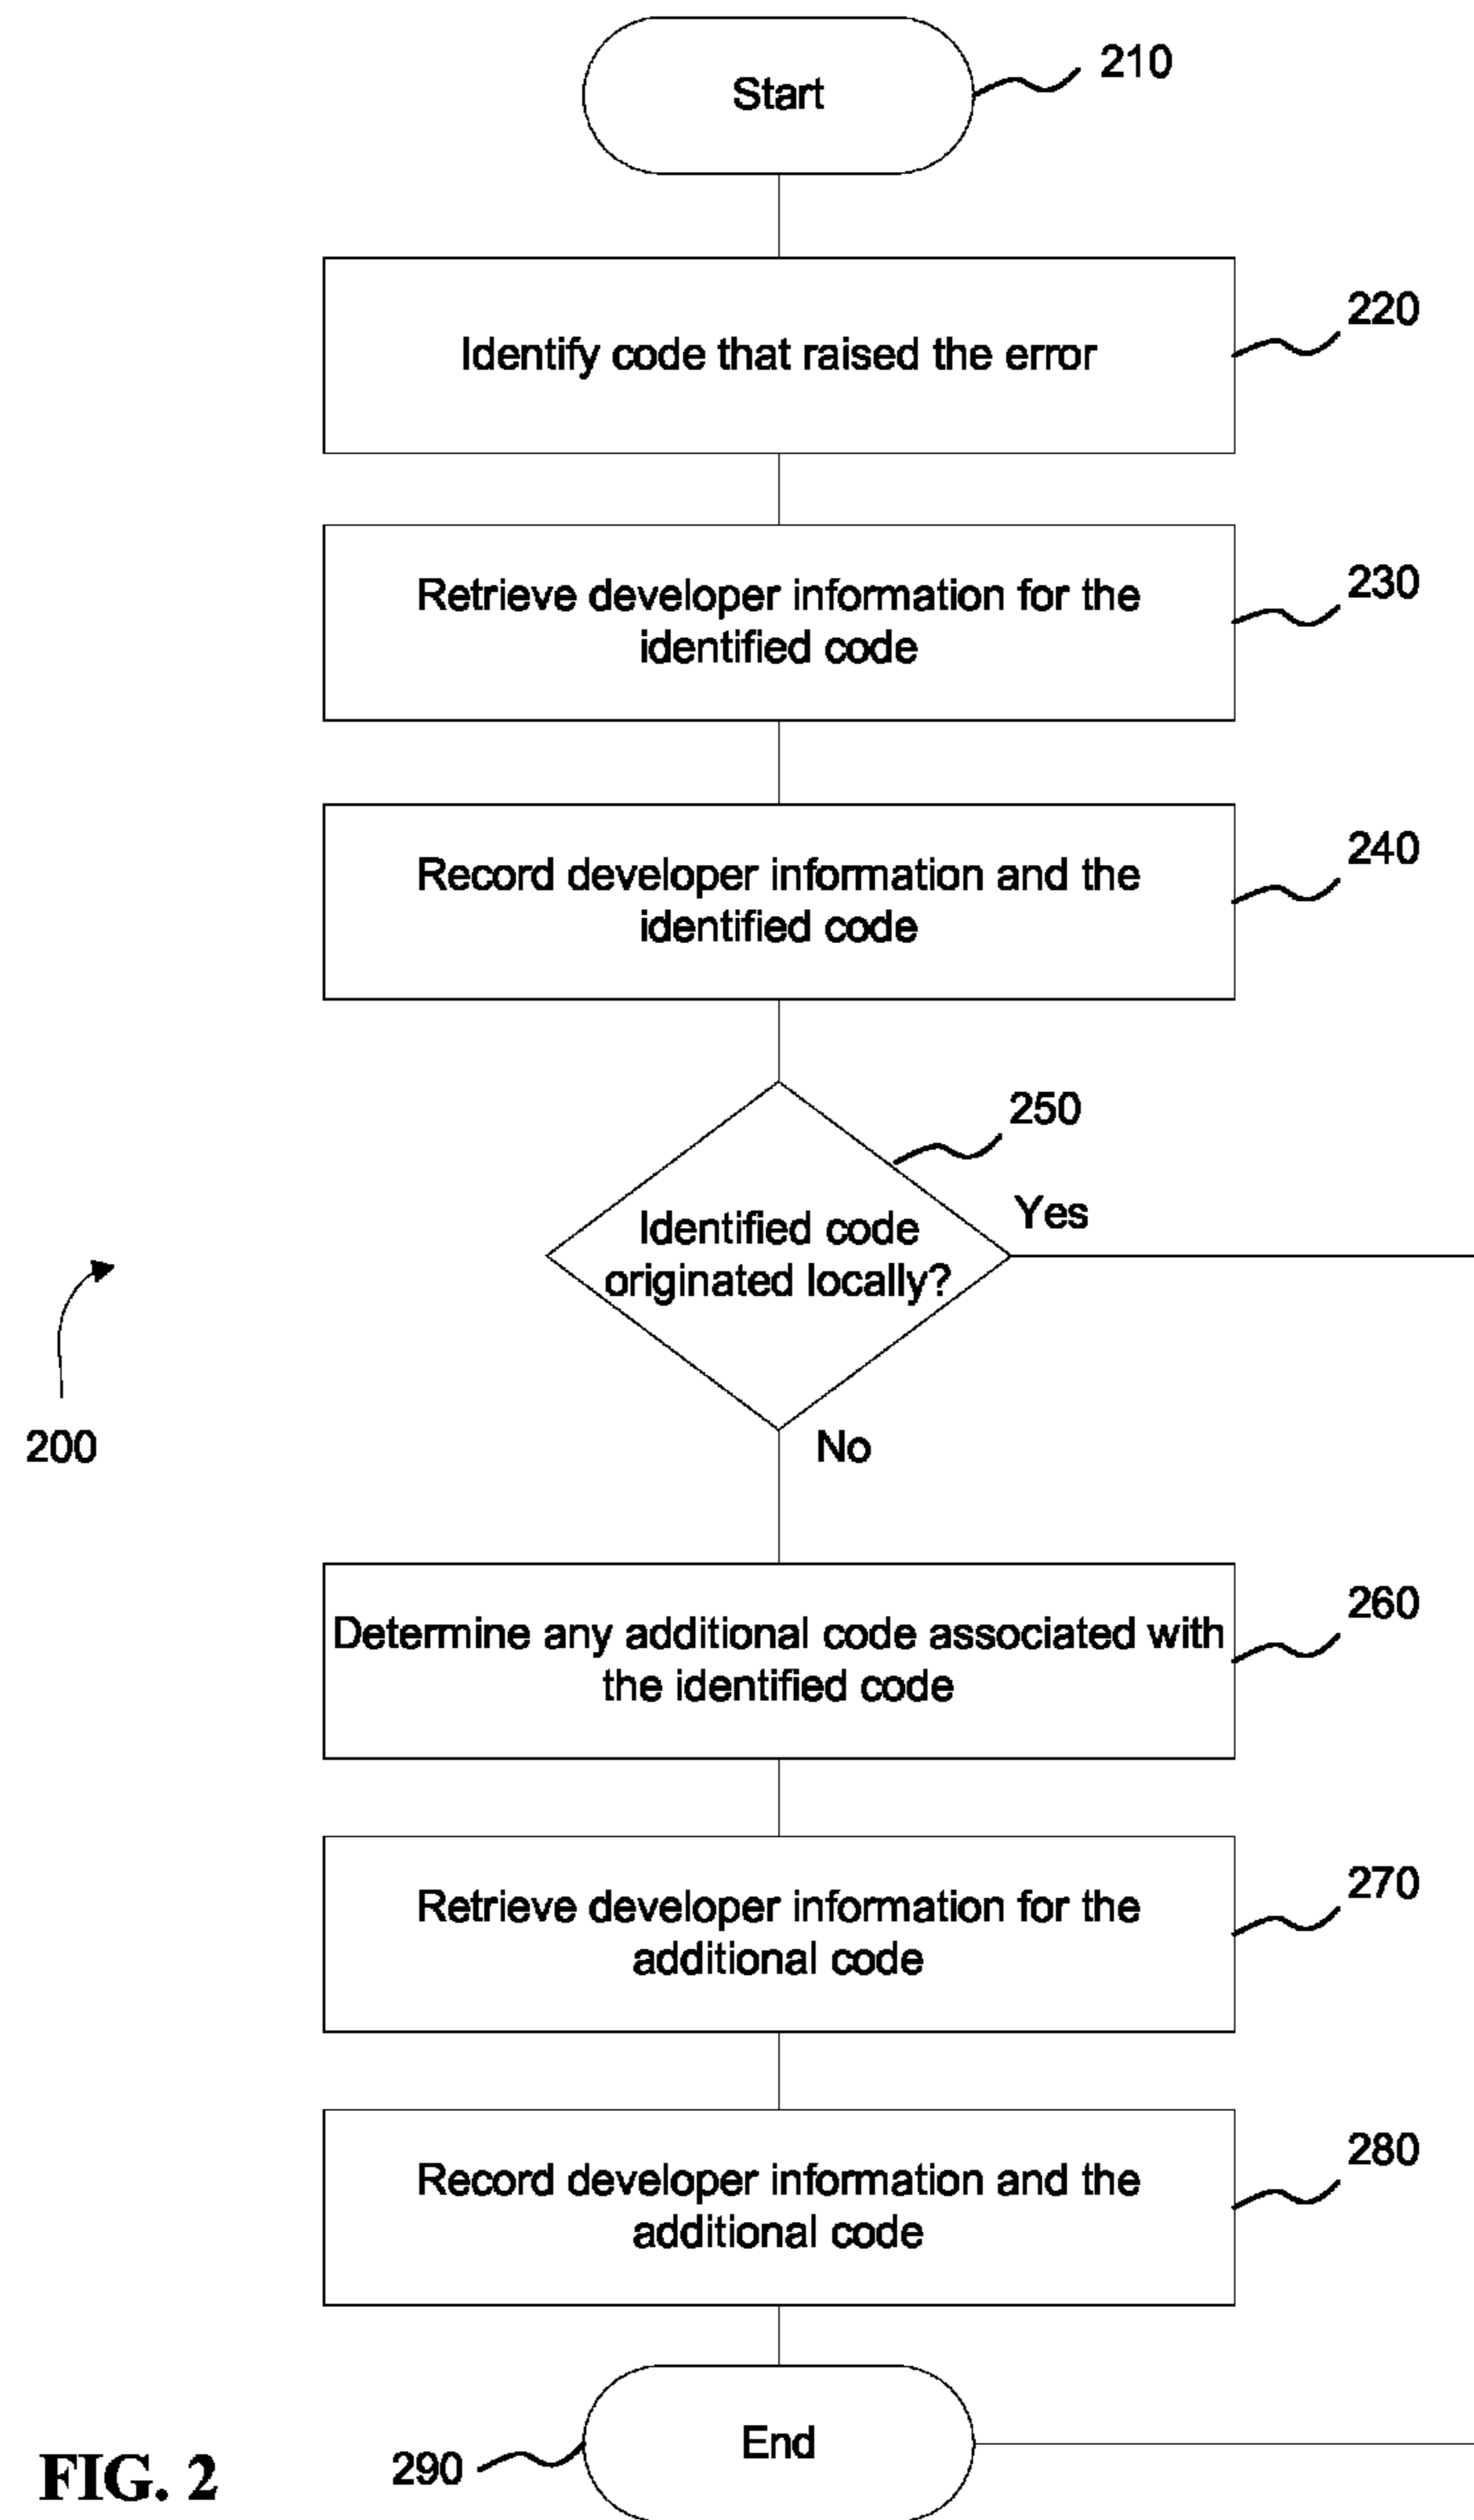 Start
210
Identify code that raised the error
220
Retrieve developer information for the
identified code
230
Record developer information and the
identified code
240
250
Identified code
originated locally?
Yes
No
200
Determine any additional code associated with
the identified code
260
Retrieve developer information for the
additional code
270
Record developer information and the
additional code
280
End
290
FIG. 2